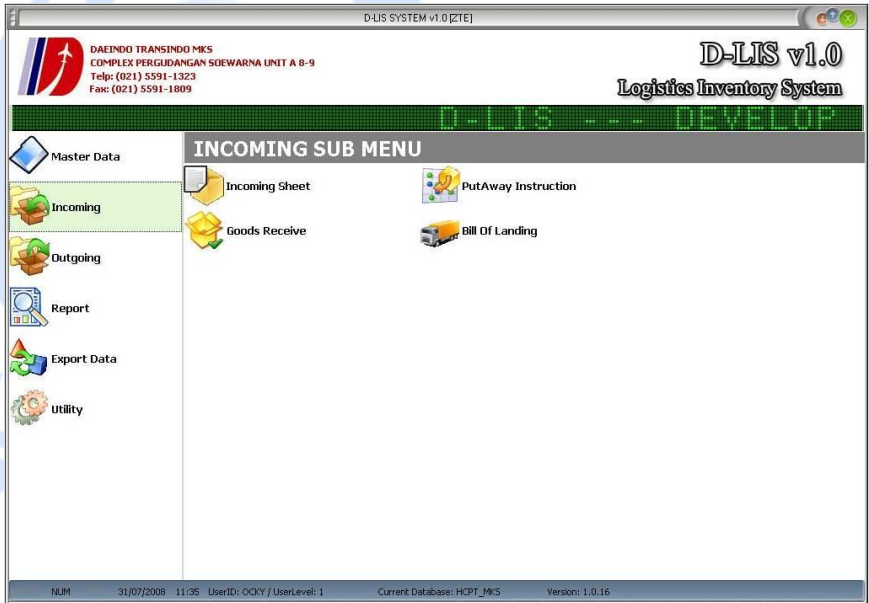 D-LIS SYSTEM v1.0 [ZTE]
DAEINDO TRANSINDO MKS
COMPLEX PERGUDANGAN SOEWARNA UNIT A 8-9
Telp: (021) 5591-1323
Fax: (021) 5591-1809
D-LIS v1.0
Logistics Inventory System
D-LIS --- DEVELOP
Master Data
Incoming
Outgoing
Report
Export Data
Utility
INCOMING SUB MENU
Incoming Sheet
PutAway Instruction
Goods Receive
Bill Of Landing
NUM 31/07/2008 11:35 UserID: OCKY / UserLevel: 1 Current Database: HCPT_MKS Version: 1.0.16